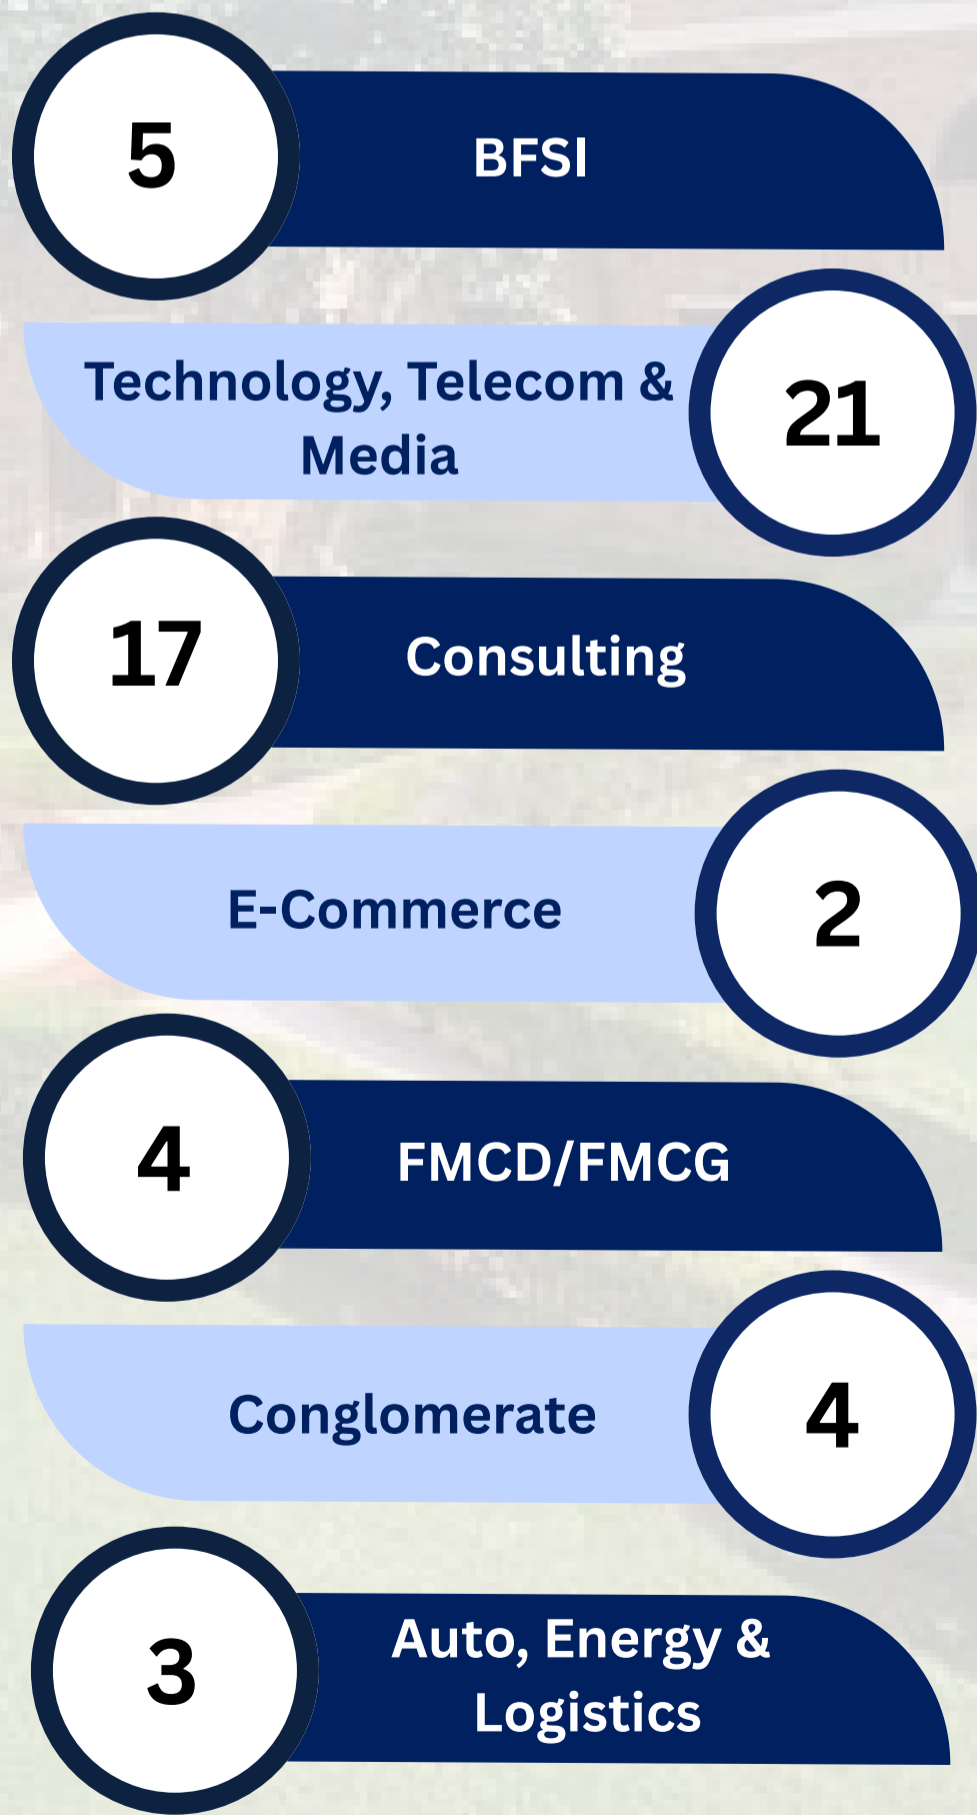 5
BFSI
Technology, Telecom &
Media
21
17
Consulting
E-Commerce
2
4
FMCD/FMCG
Conglomerate
4
3
Auto, Energy &
Logistics